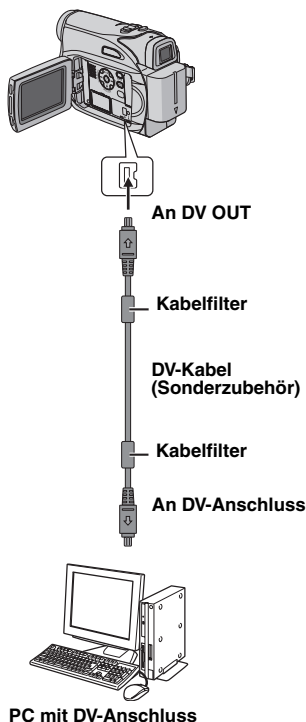 An DV OUT
Kabelfilter
DV-Kabel
(Sonderzubehör)
Kabelfilter
An DV-Anschluss
PC mit DV-Anschluss